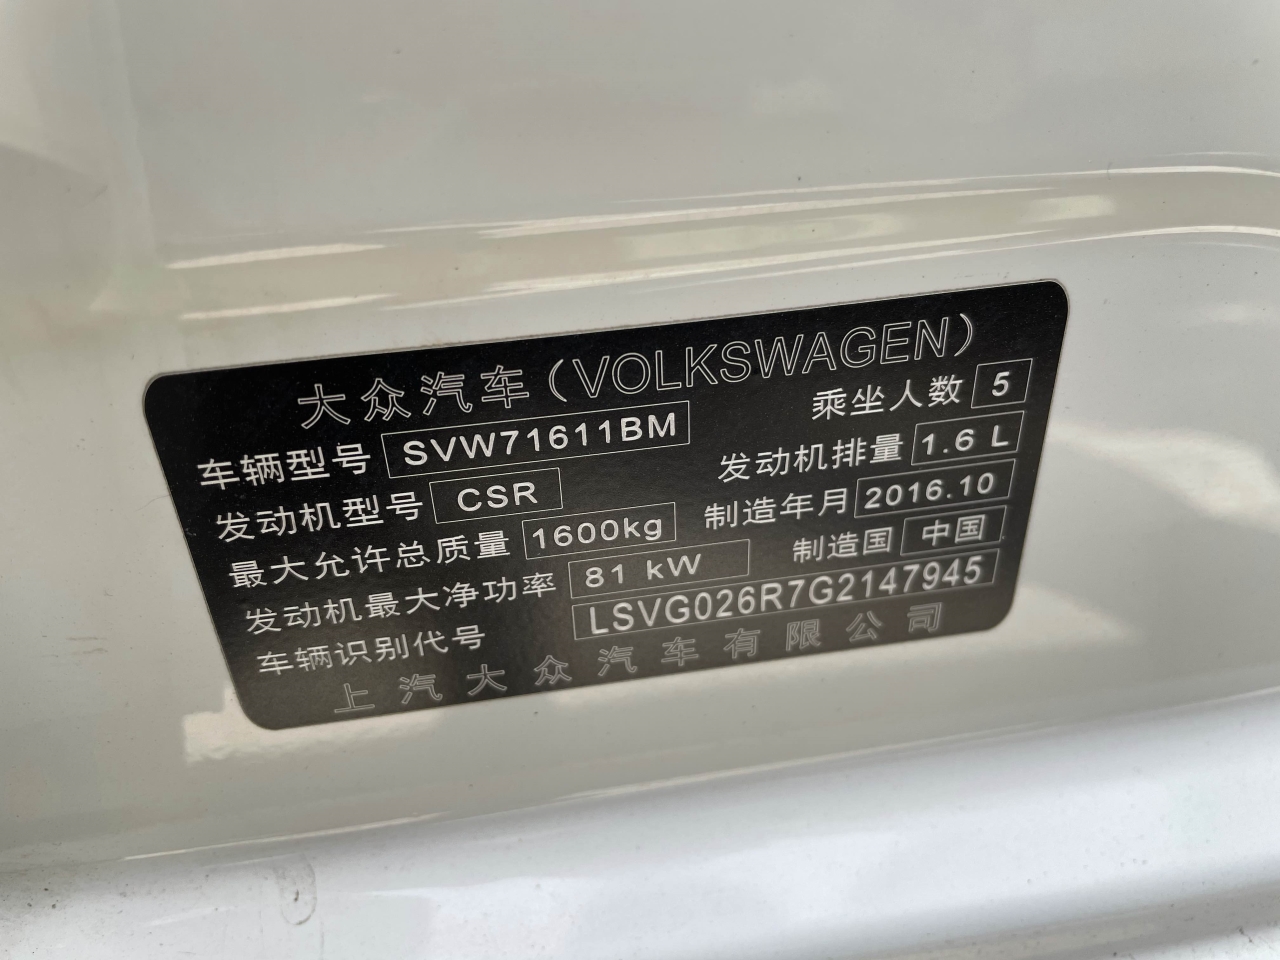 大众汽车(VOLKSWAGEN)
车辆型号 SVW71611BM 乘坐人数 5
发动机型号 CSR 发动机排量 1.6 L
最大允许总质量 1600kg 制造年月 2016.10
发动机最大净功率 81 kW 制造国 中国
车辆识别代号 LSVG026R7G2147945
上汽大众汽车有限公司